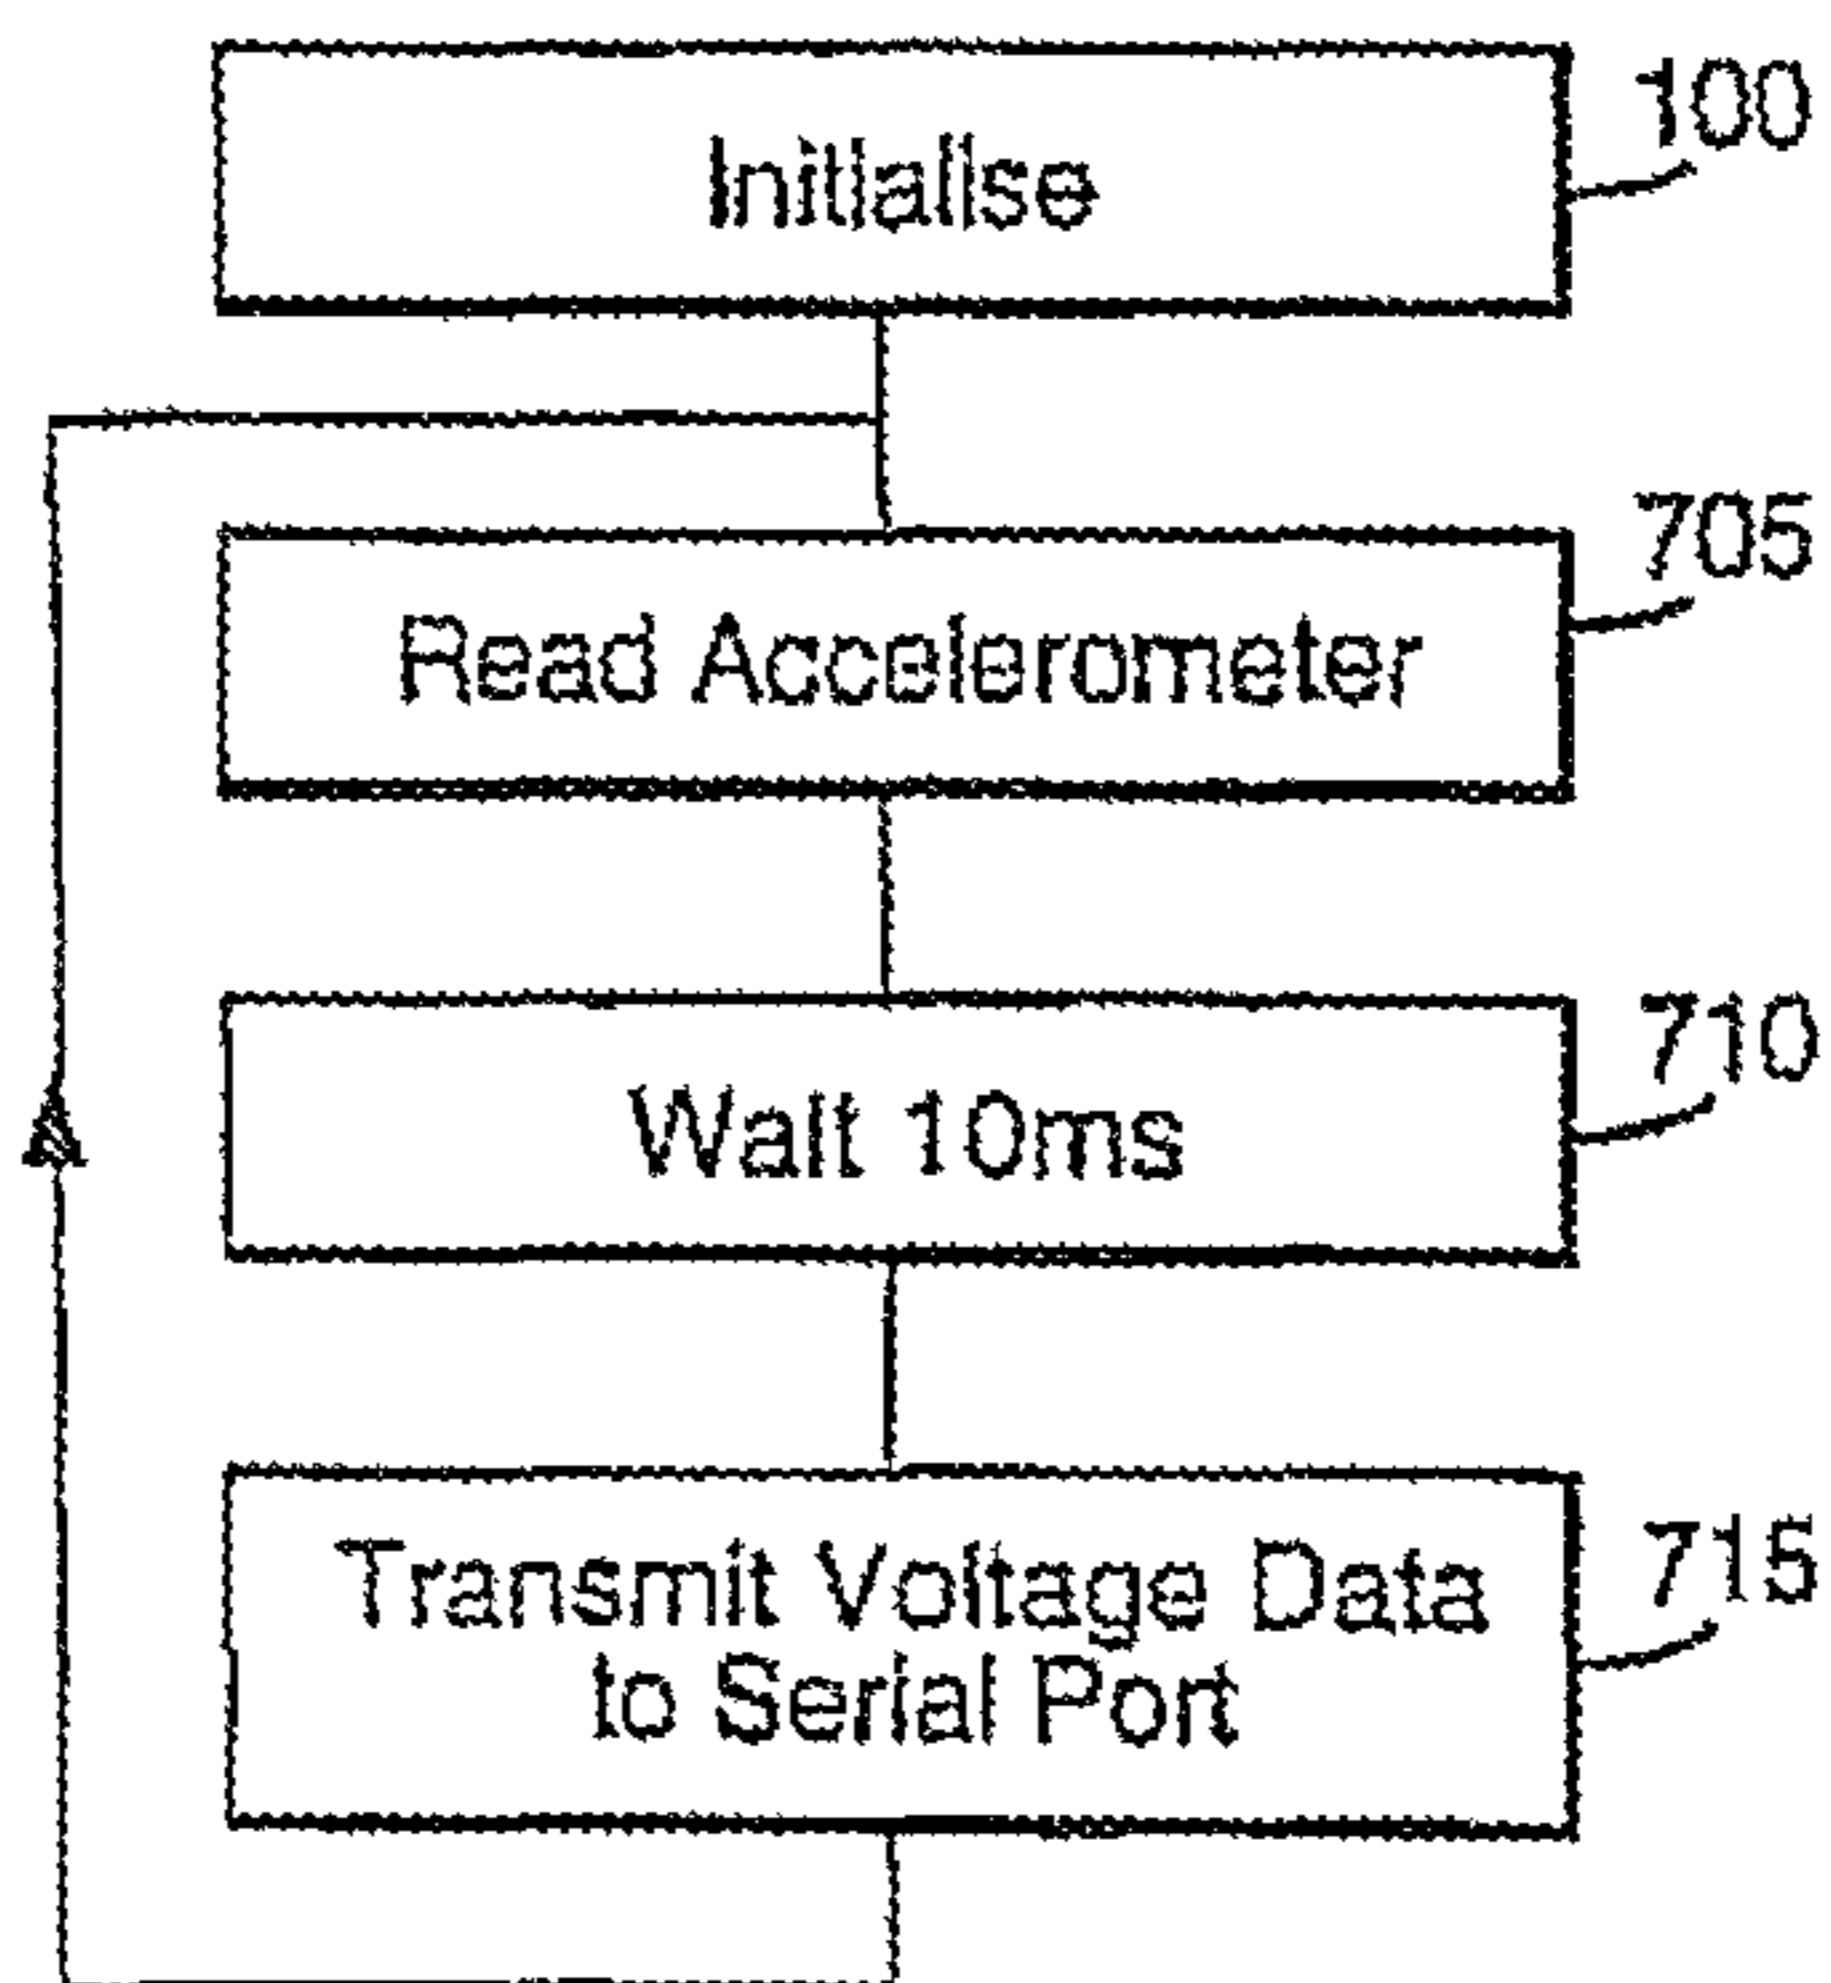 Initialise
100
Read Accelerometer
705
Wait 10ms
710
Transmit Voltage Data
to Serial Port
715